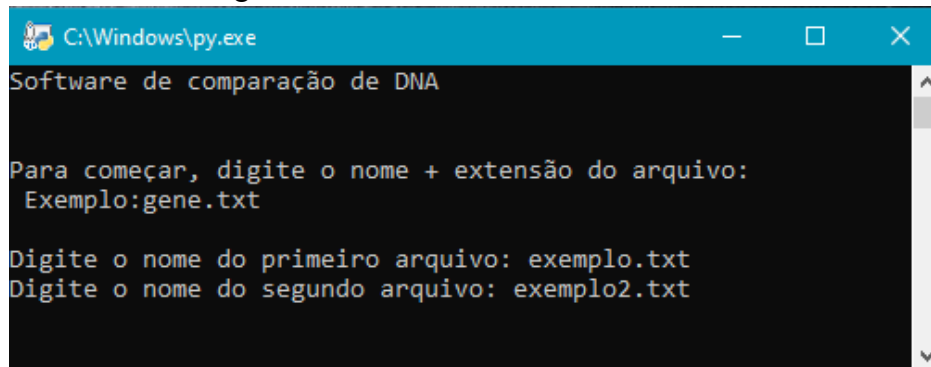 C:\Windows\py.exe
Software de comparação de DNA
Para começar, digite o nome + extensão do arquivo:
Exemplo:gene.txt
Digite o nome do primeiro arquivo: exemplo.txt
Digite o nome do segundo arquivo: exemplo2.txt